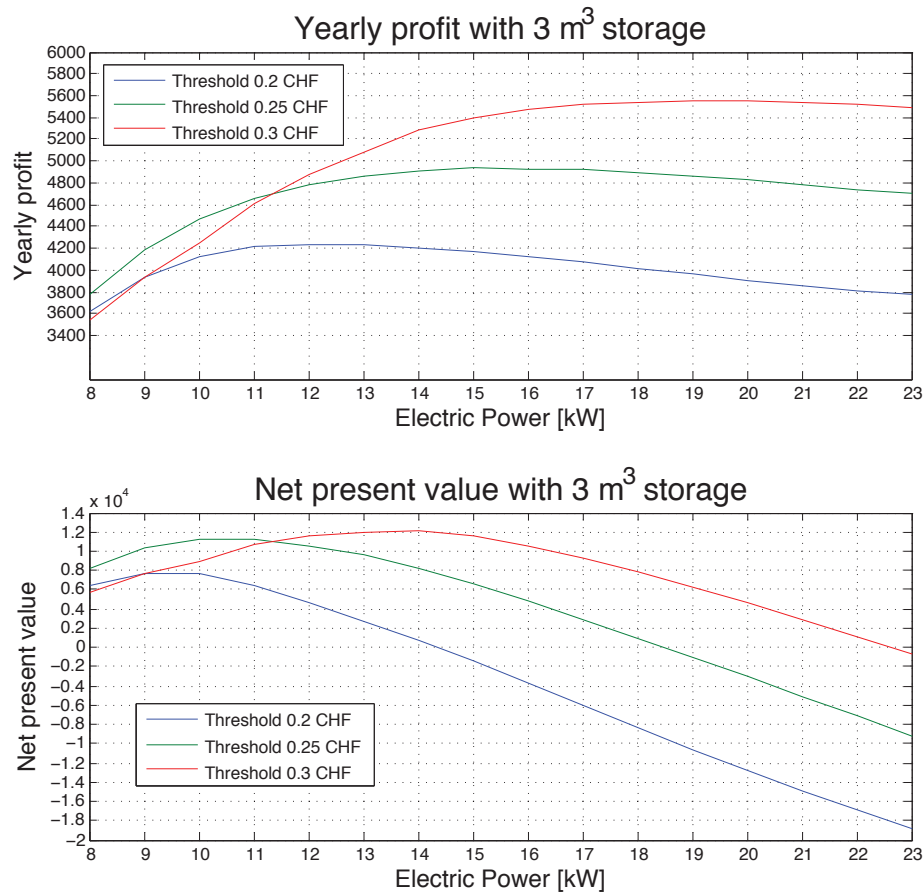 Yearly profit with 3 m³ storage
6000
5800
5600
5400
5200
5000
4800
4600
4400
4200
4000
3800
3600
3400
Yearly profit
Threshold 0.2 CHF
Threshold 0.25 CHF
Threshold 0.3 CHF
8 9 10 11 12 13 14 15 16 17 18 19 20 21 22 23
Electric Power [kW]
Net present value with 3 m³ storage
x 10⁴
1.4
1.2
1
0.8
0.6
0.4
0.2
0
−0.2
−0.4
−0.6
−0.8
−1
−1.2
−1.4
−1.6
−1.8
−2
Net present value
Threshold 0.2 CHF
Threshold 0.25 CHF
Threshold 0.3 CHF
8 9 10 11 12 13 14 15 16 17 18 19 20 21 22 23
Electric Power [kW]